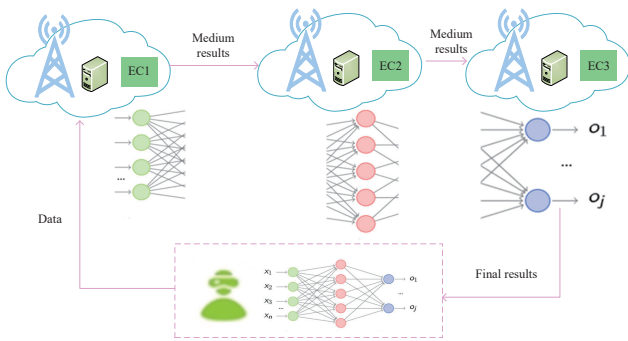 Medium
results
Medium
results
EC1
EC2
EC3
o1
...
...
oj
Data
Final results
x1
x2
x3
...
xn
o1
...
oj